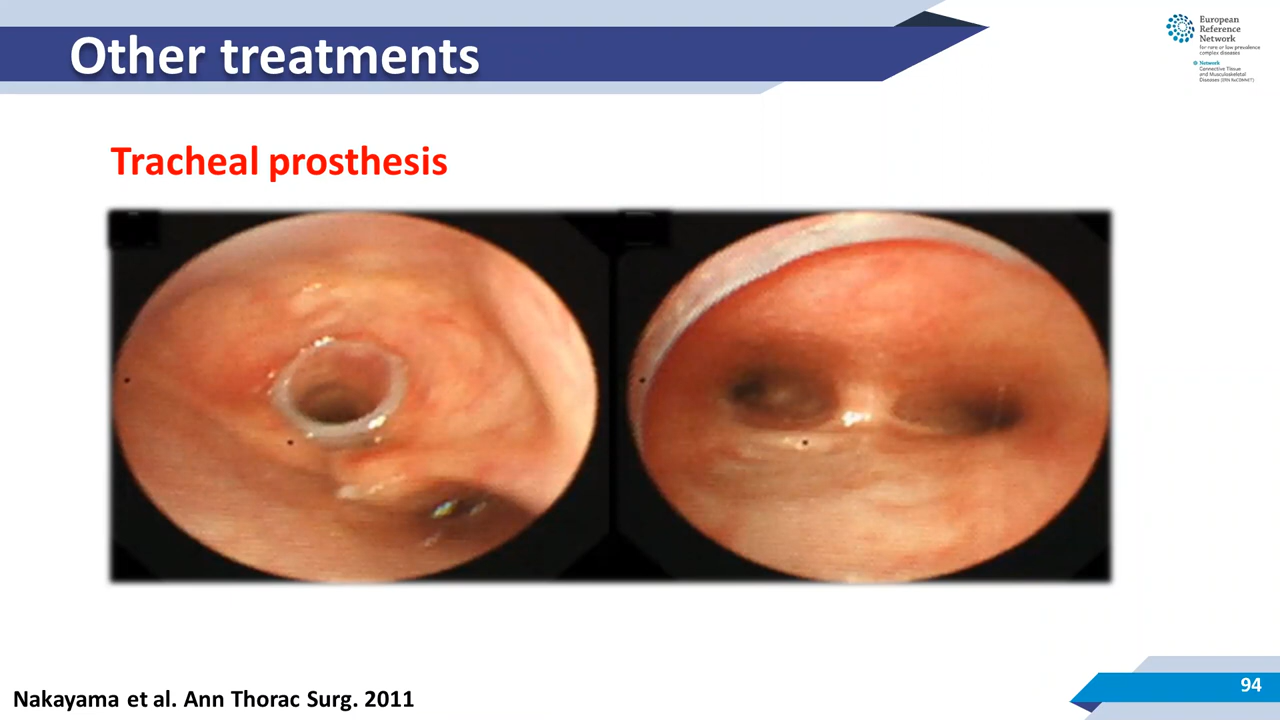 Other treatments
European
Reference
Network
for rare or low prevalence
complex diseases
Network
Connective Tissue
and Musculoskeletal
Diseases (ERN ReCONNET)
Tracheal prosthesis
Nakayama et al. Ann Thorac Surg. 2011
94